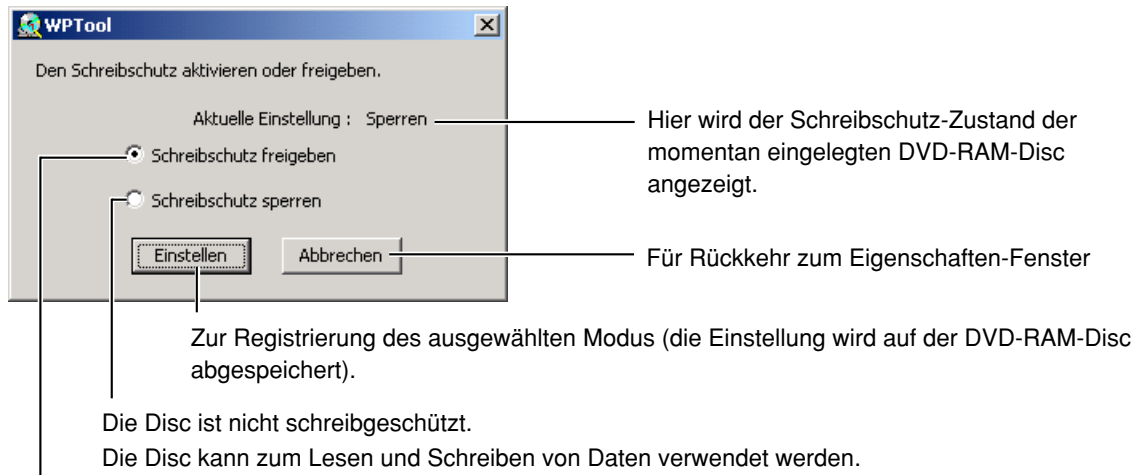 WPTool
Den Schreibschutz aktivieren oder freigeben.
Aktuelle Einstellung : Sperren
Schreibschutz freigeben
Schreibschutz sperren
Einstellen
Abbrechen
Hier wird der Schreibschutz-Zustand der
momentan eingelegten DVD-RAM-Disc
angezeigt.
Für Rückkehr zum Eigenschaften-Fenster
Zur Registrierung des ausgewählten Modus (die Einstellung wird auf der DVD-RAM-Disc
abgespeichert).
Die Disc ist nicht schreibgeschützt.
Die Disc kann zum Lesen und Schreiben von Daten verwendet werden.